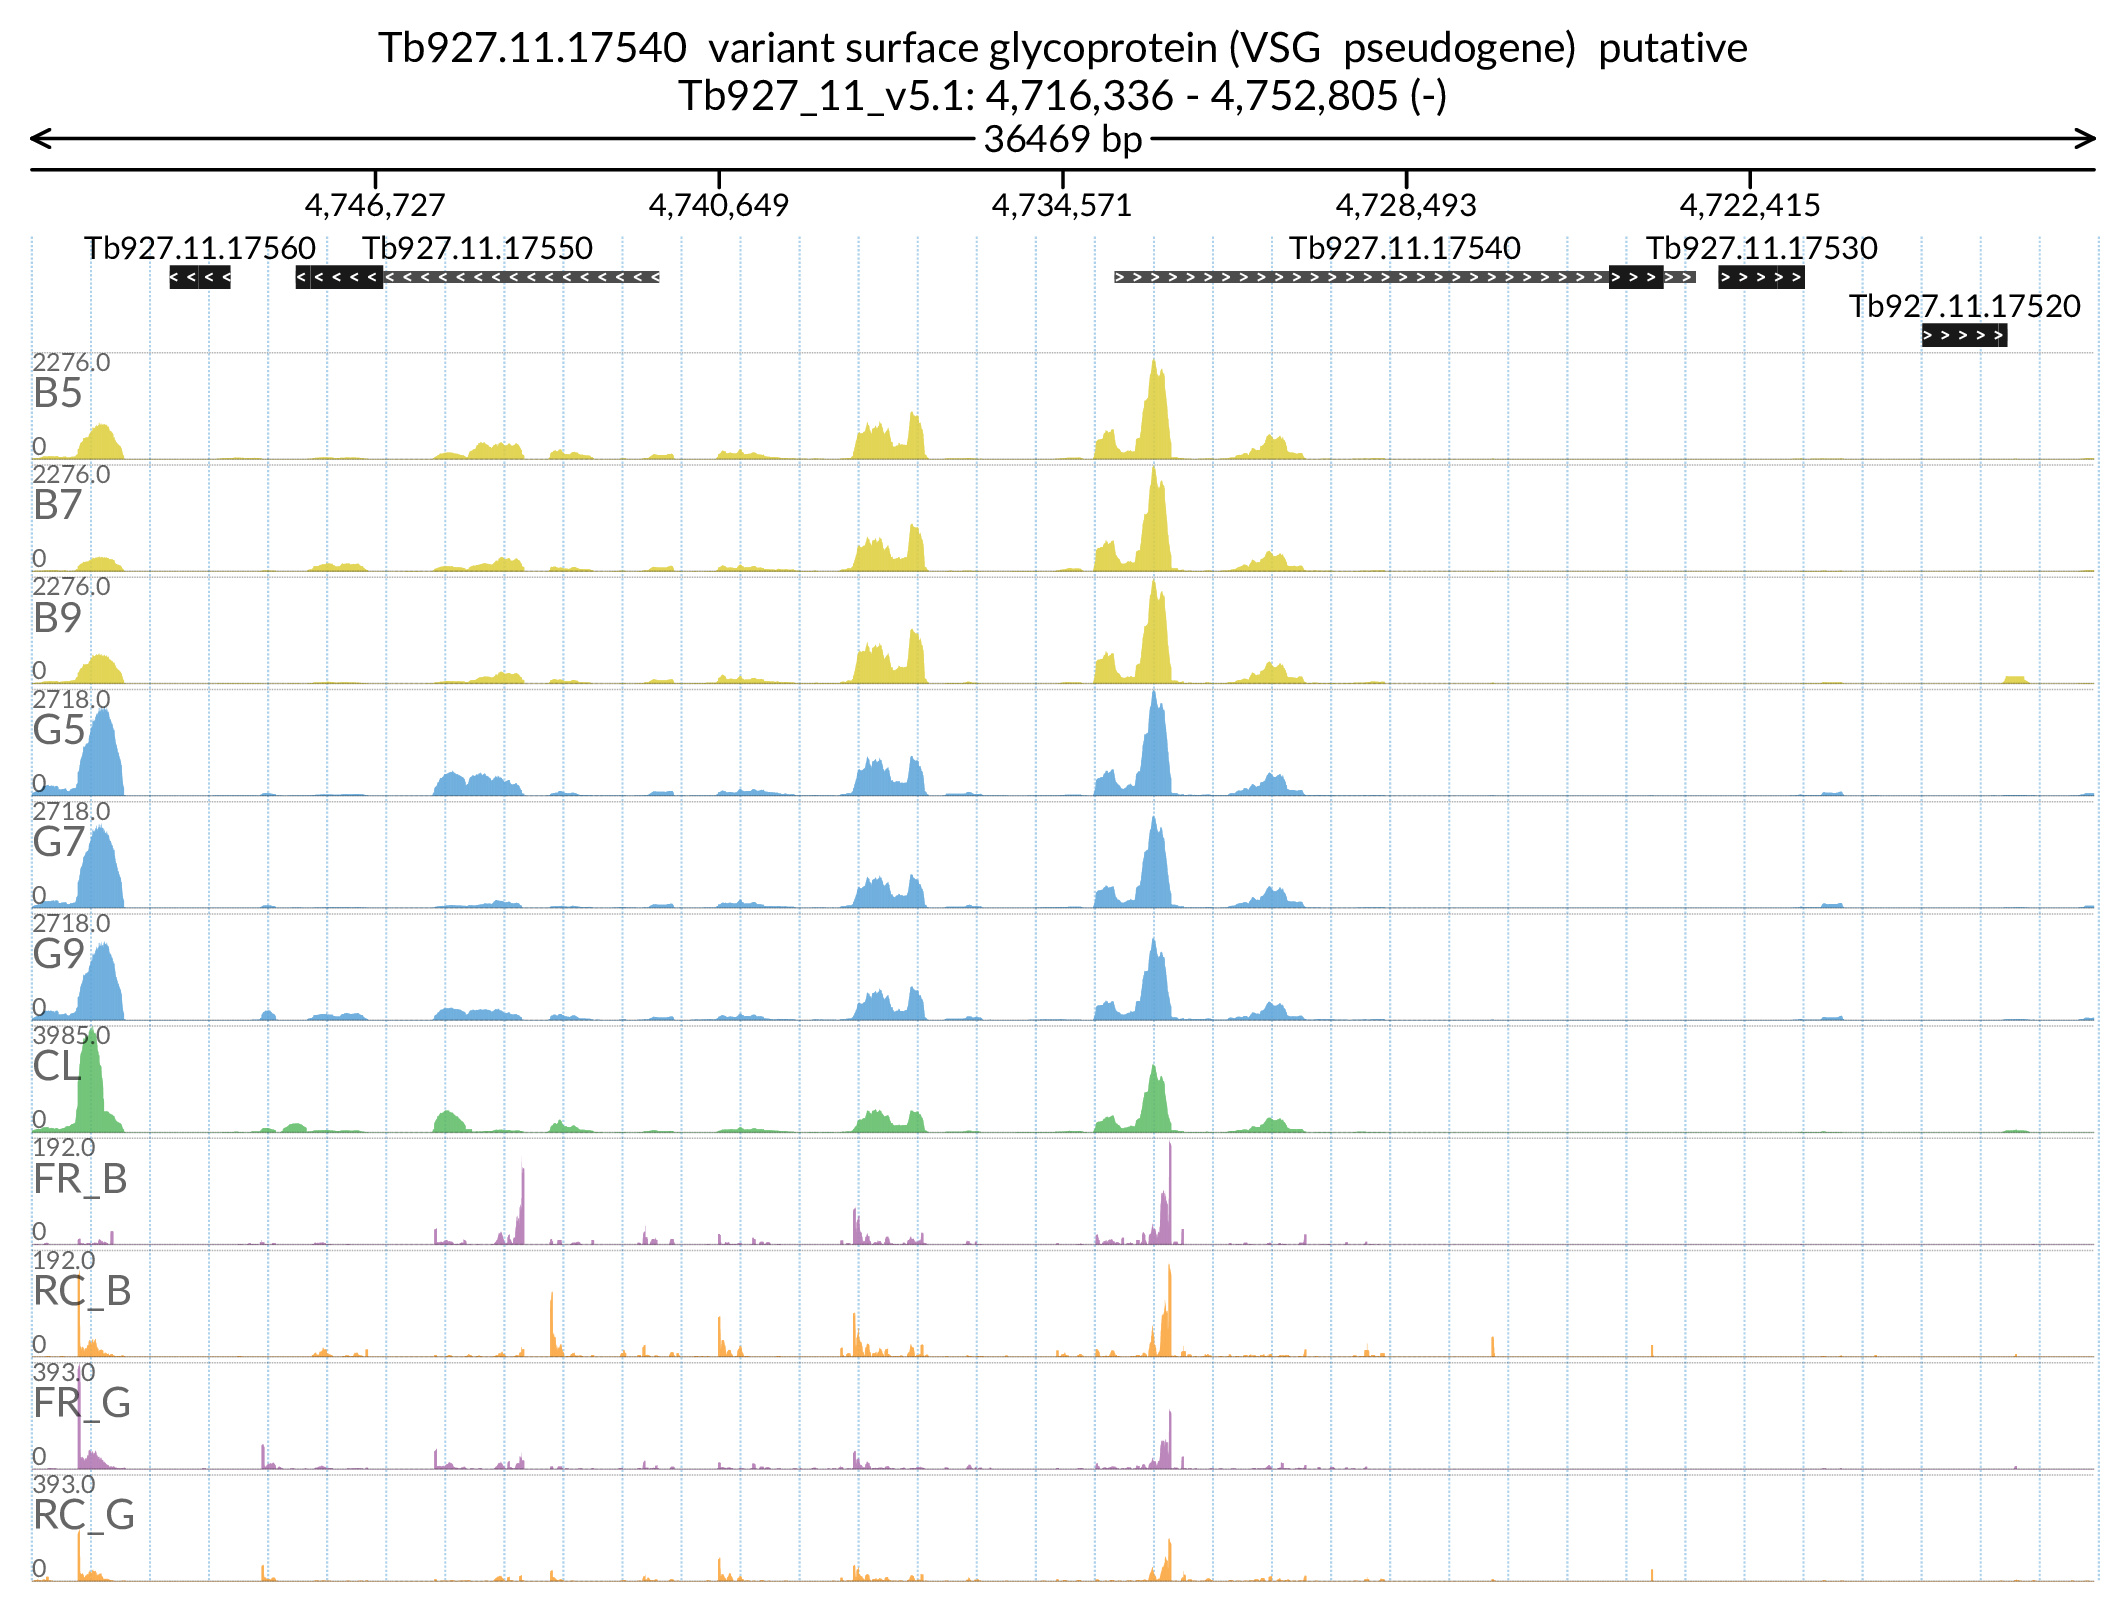 Tb927.11.17540 variant surface glycoprotein (VSG pseudogene) putative
Tb927_11_v5.1: 4,716,336 - 4,752,805 (-)
36469 bp
4,746,727 4,740,649 4,734,571 4,728,493 4,722,415
Tb927.11.17560 Tb927.11.17550 Tb927.11.17540 Tb927.11.17530
Tb927.11.17520
2276.0
B5
0
2276.0
B7
0
2276.0
B9
0
2718.0
G5
0
2718.0
G7
0
2718.0
G9
0
3985.0
CL
0
192.0
FR_B
0
192.0
RC_B
0
393.0
FR_G
0
393.0
RC_G
0